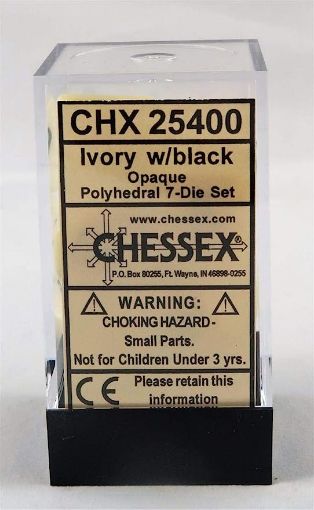 CHX 25400
Ivory w/black
Opaque
Polyhedral 7-Die Set
www.chessex.com
CHESSEX®
P.O. Box 80255, Ft. Wayne, IN 46898-0255
WARNING:
CHOKING HAZARD -
Small Parts.
Not for Children Under 3 yrs.
CE Please retain this
information